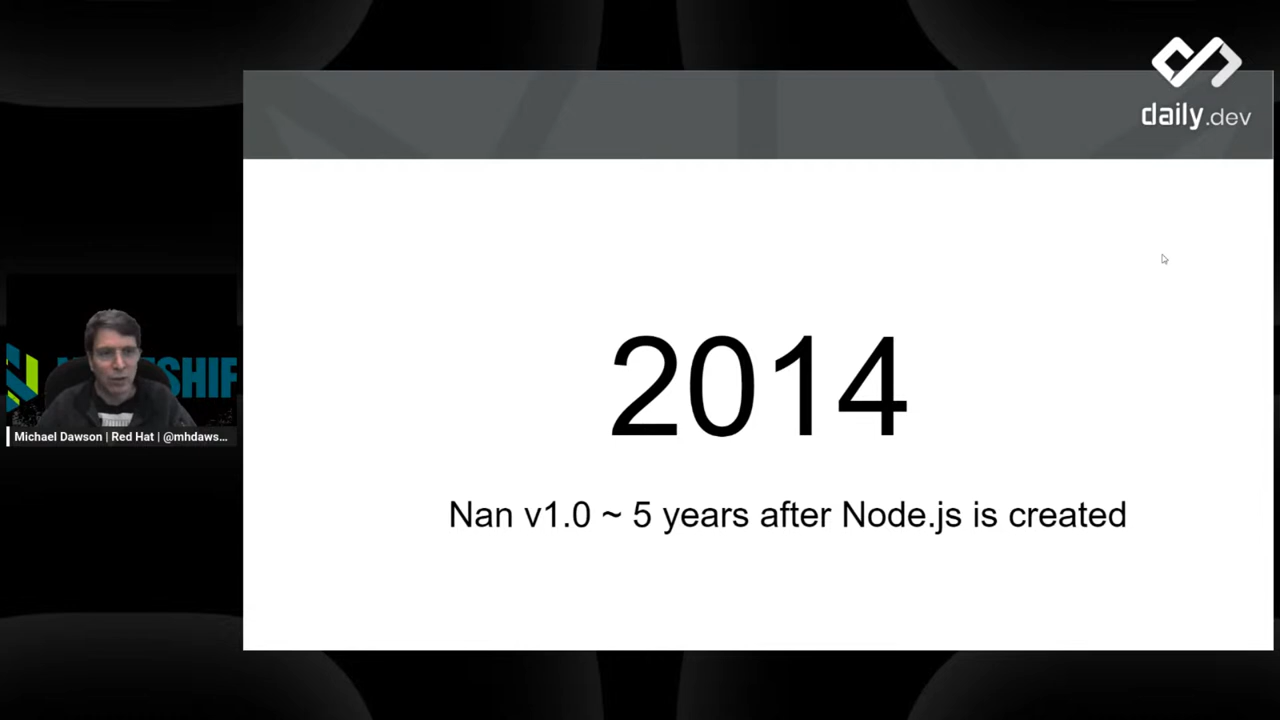 daily.dev
2014
Nan v1.0 ~ 5 years after Node.js is created
Michael Dawson | Red Hat | @mhdaws...